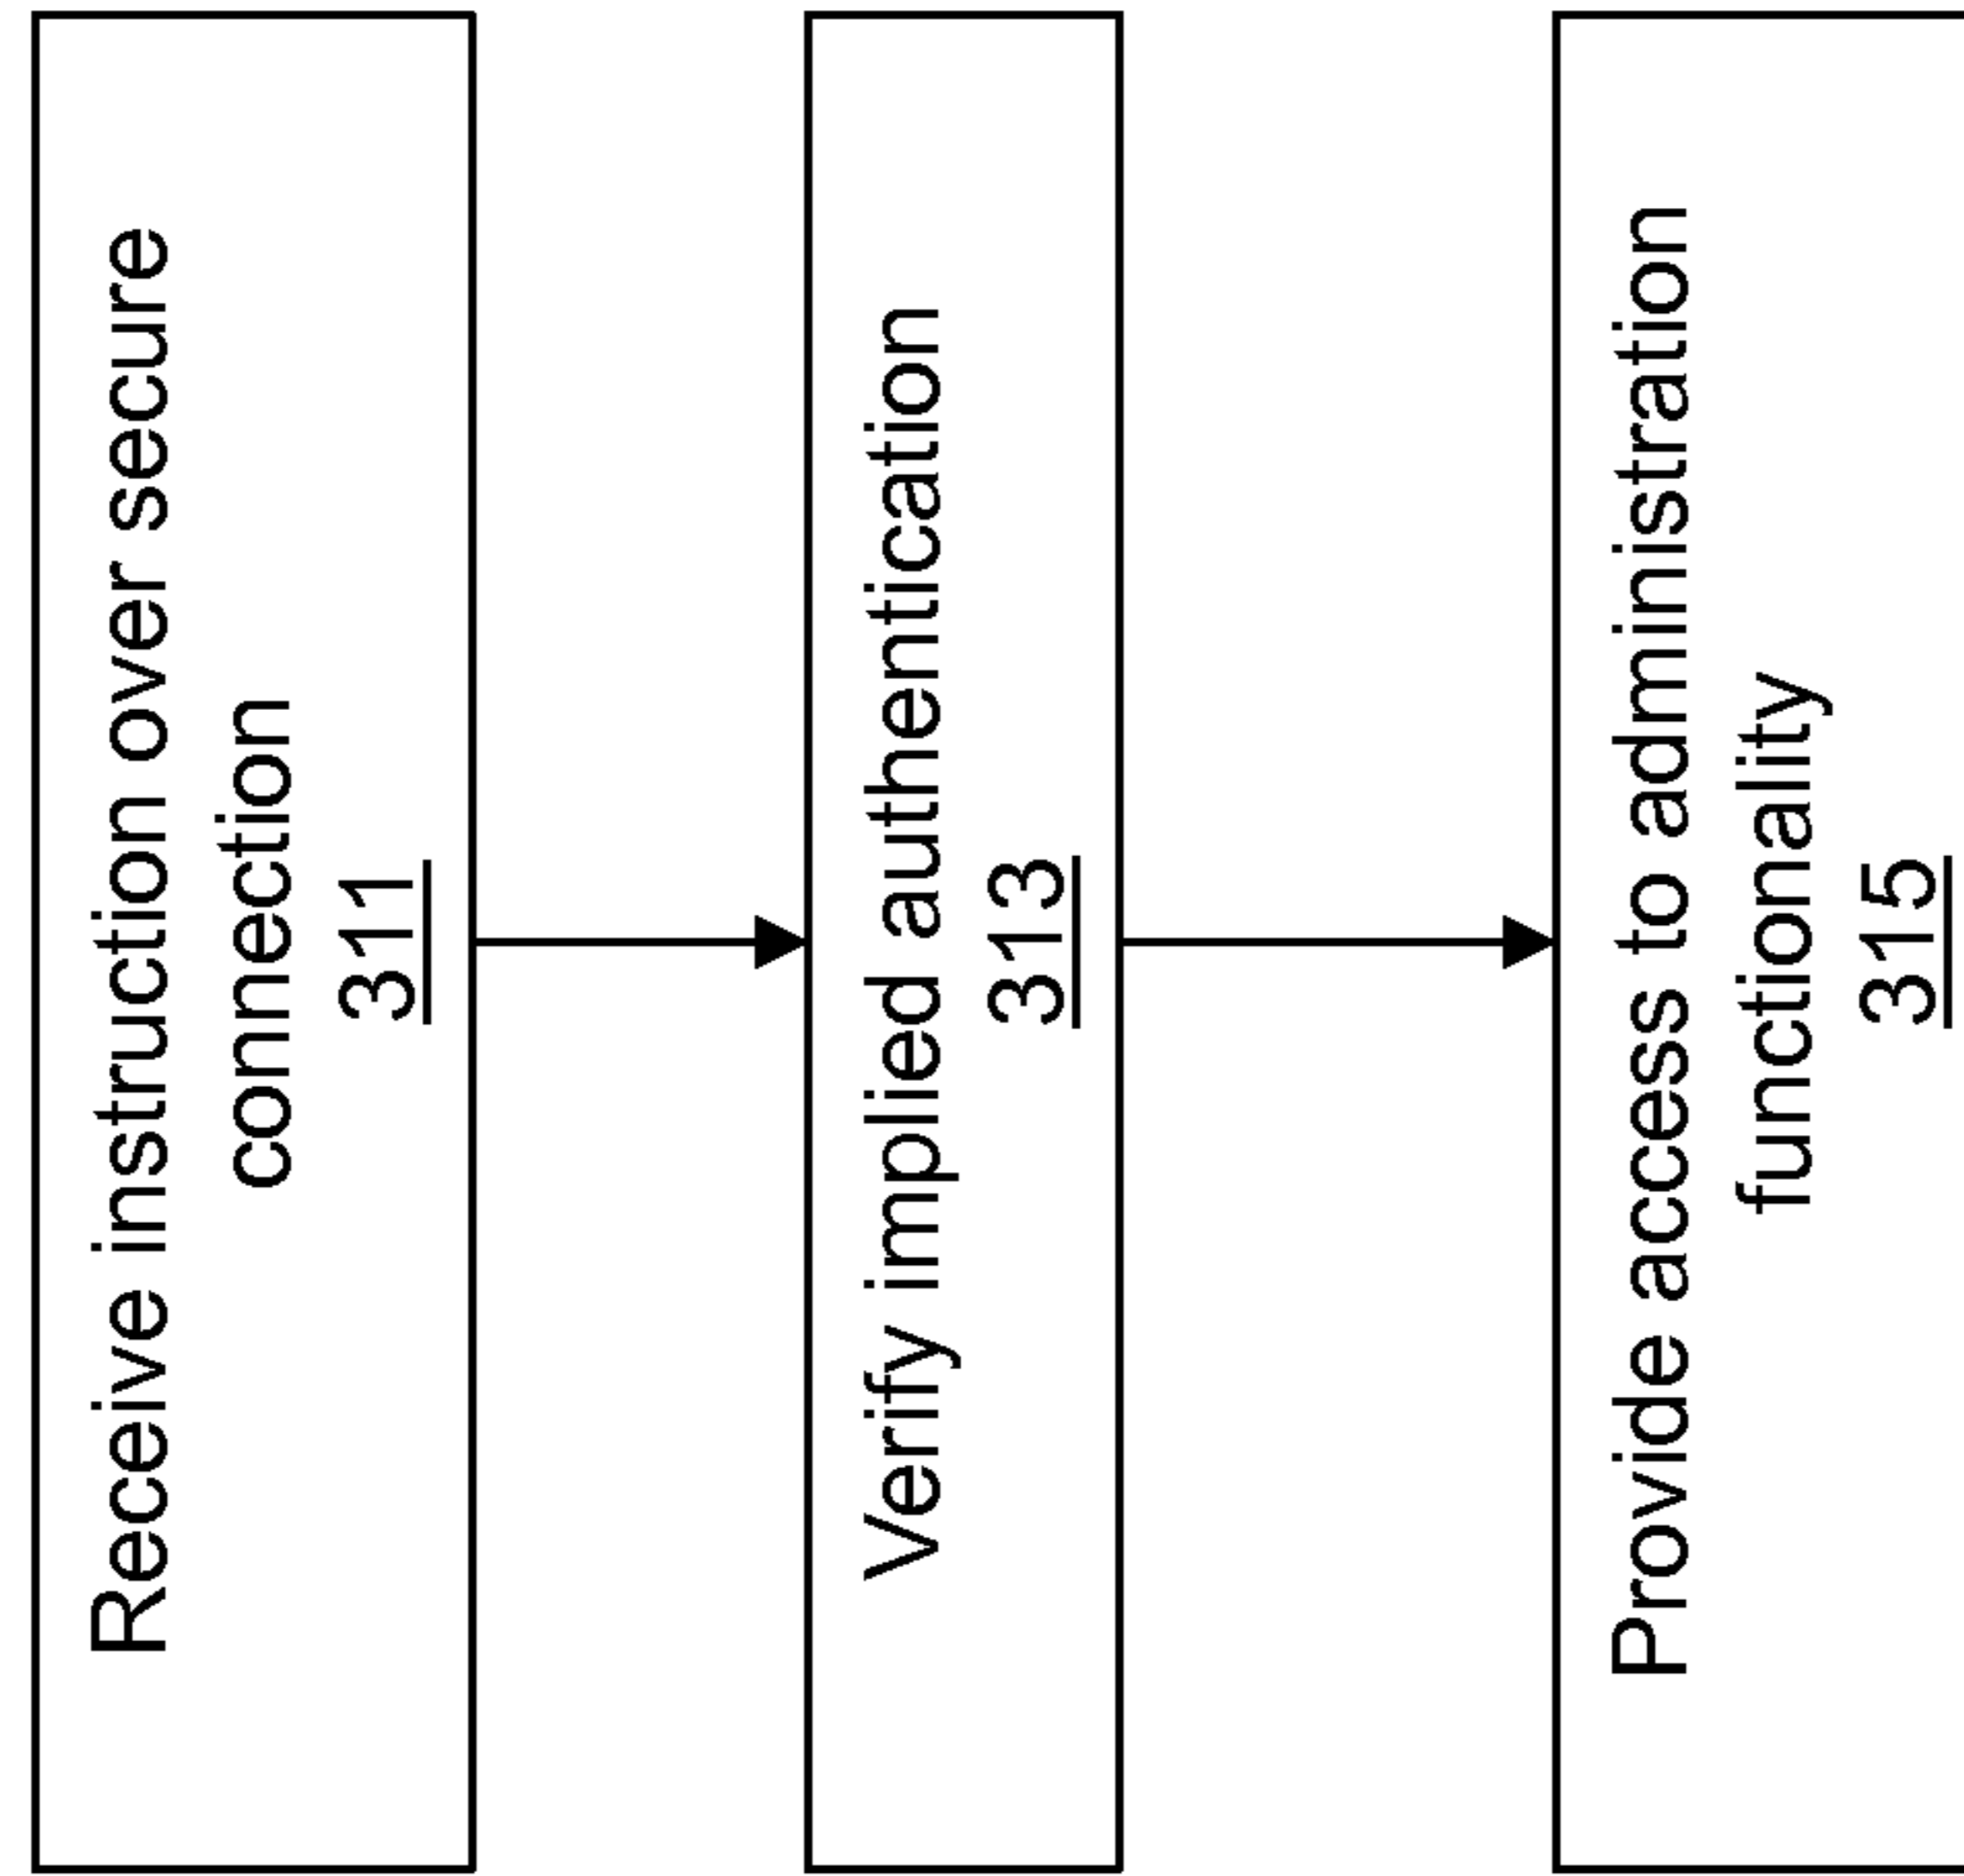 Receive instruction over secure
connection
311
Verify implied authentication
313
Provide access to administration
functionality
315